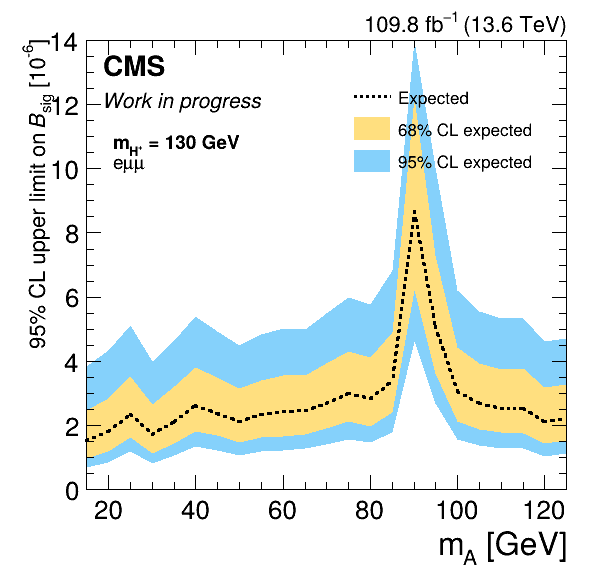 109.8 fb⁻¹ (13.6 TeV)
CMS
Work in progress
m_H⁺ = 130 GeV
eμμ
Expected
68% CL expected
95% CL expected
95% CL upper limit on B_sig [10⁻⁶]
14
12
10
8
6
4
2
0
20 40 60 80 100 120
m_A [GeV]